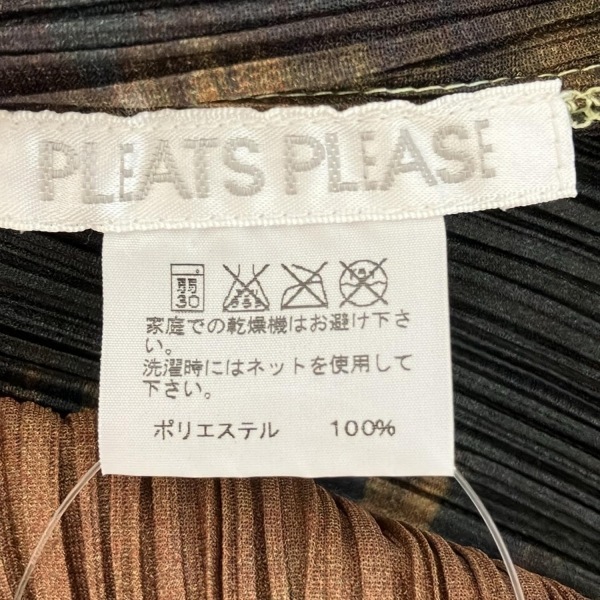 PLEATS PLEASE
弱
30
家庭での乾燥機はお避け下さ
い。
洗濯時にはネットを使用して
下さい。
ポリエステル 100%